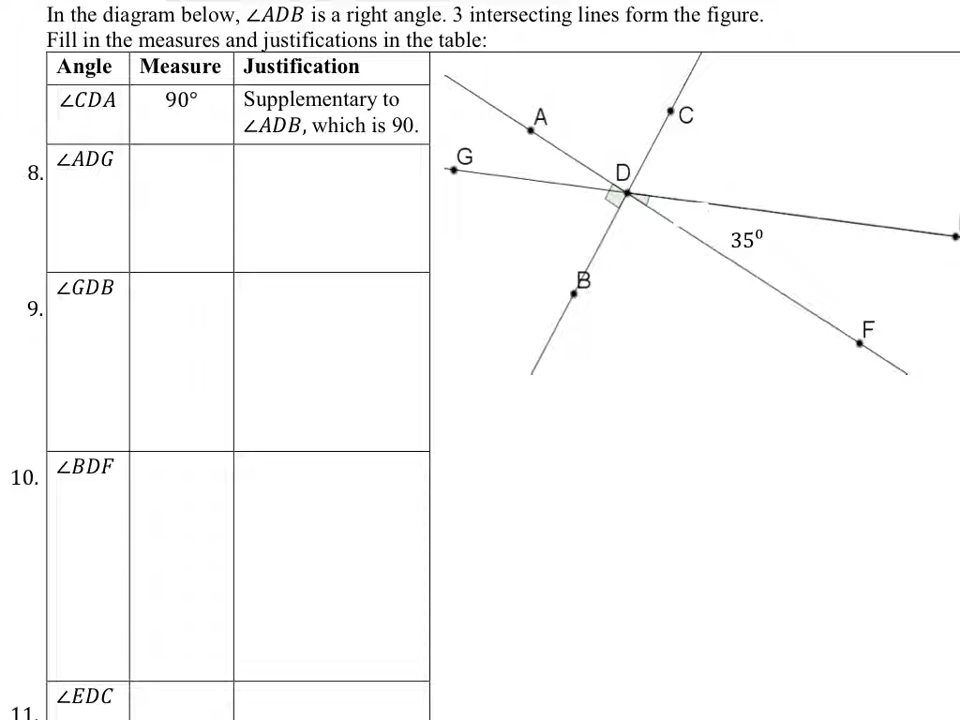 In the diagram below, ∠ADB is a right angle. 3 intersecting lines form the figure.
Fill in the measures and justifications in the table:
Angle Measure Justification
∠CDA 90° Supplementary to
∠ADB, which is 90.
8. ∠ADG
9. ∠GDB
10. ∠BDF
11. ∠EDC
A
C
G
D
35⁰
B
F